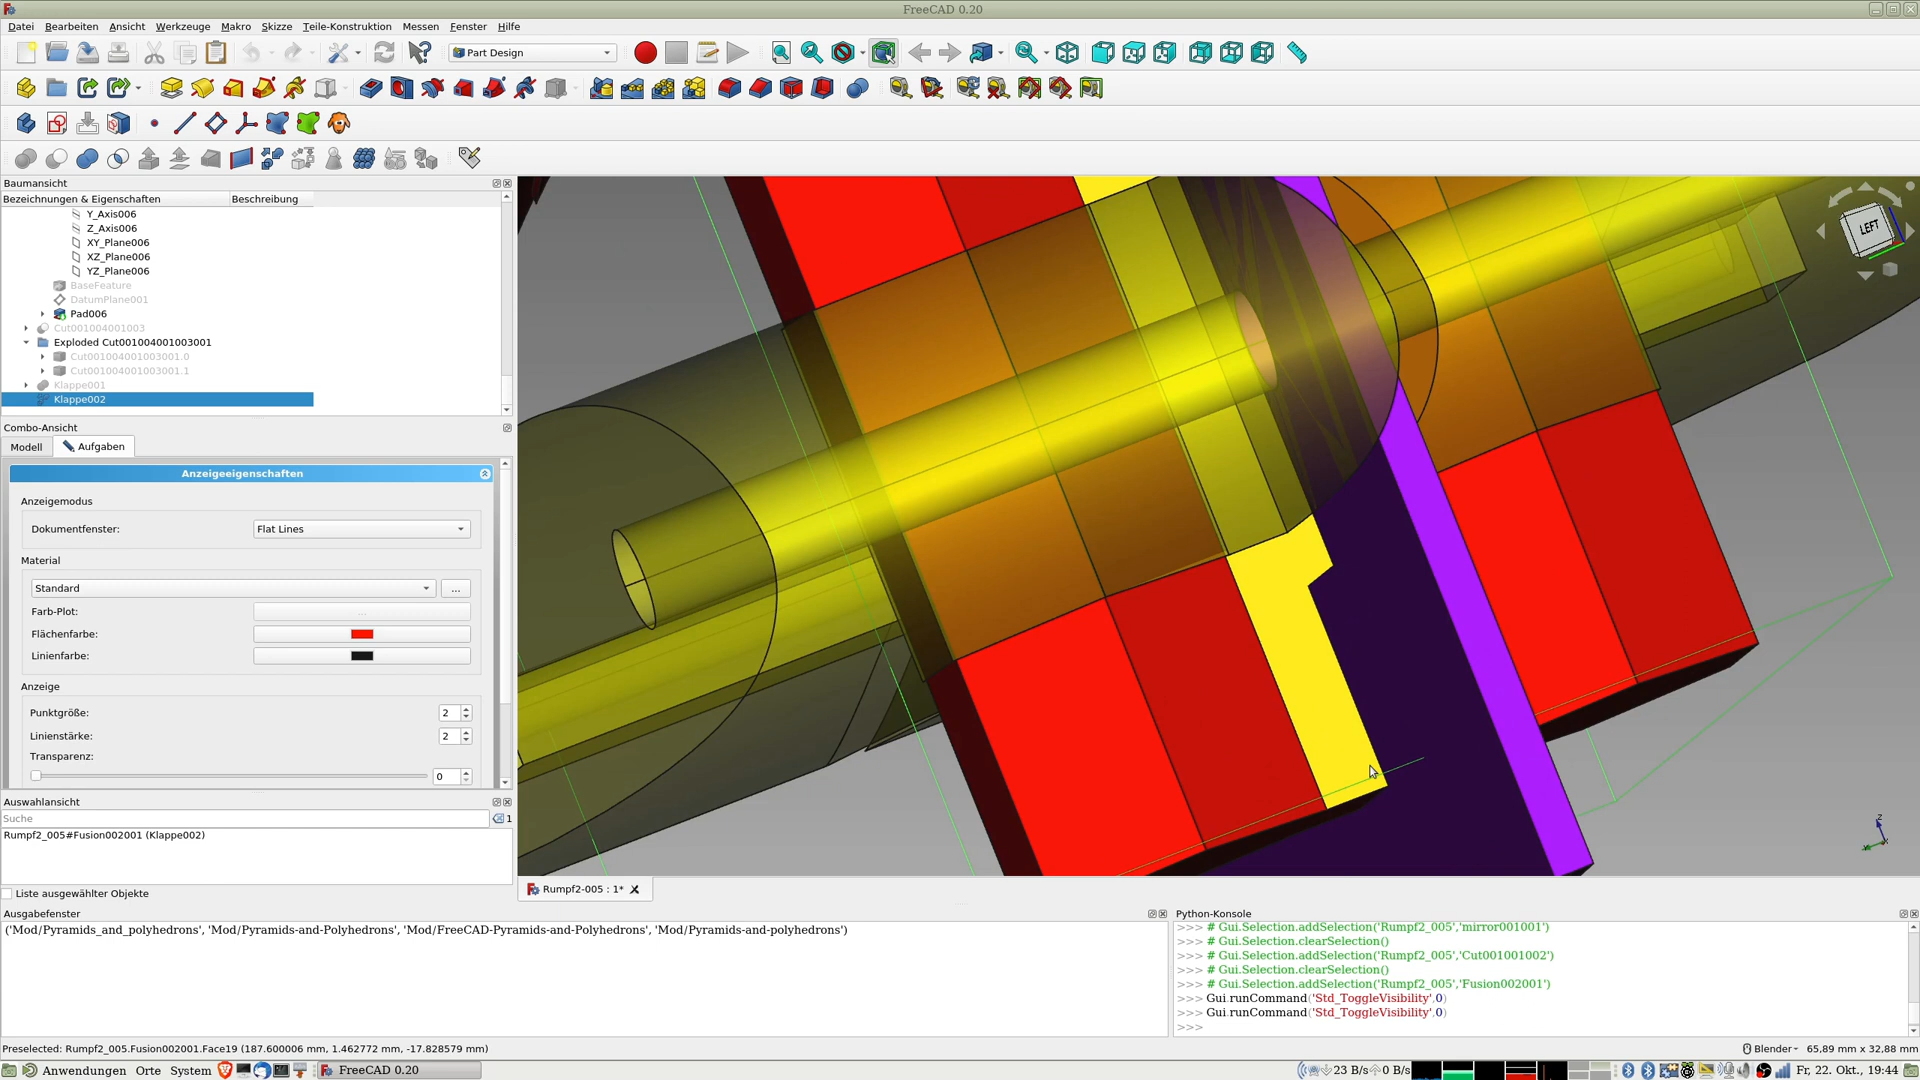 FreeCAD 0.20
Datei Bearbeiten Ansicht Werkzeuge Makro Skizze Teile-Konstruktion Messen Fenster Hilfe
Part Design
Baumansicht
Bezeichnungen & Eigenschaften Beschreibung
Y_Axis006
Z_Axis006
XY_Plane006
XZ_Plane006
YZ_Plane006
BaseFeature
DatumPlane001
Pad006
Cut001004001003
Exploded Cut001004001003001
Cut001004001003001.0
Cut001004001003001.1
Klappe001
Klappe002
Combo-Ansicht
Modell Aufgaben
Anzeigeeigenschaften
Anzeigemodus
Dokumentfenster: Flat Lines
Material
Standard ...
Farb-Plot: ...
Flächenfarbe:
Linienfarbe:
Anzeige
Punktgröße: 2
Linienstärke: 2
Transparenz:
0
Auswahlansicht
Suche 1
Rumpf2_005#Fusion002001 (Klappe002)
Liste ausgewählter Objekte
LEFT
Z
Rumpf2-005 : 1*
Ausgabefenster
('Mod/Pyramids_and_polyhedrons', 'Mod/Pyramids-and-Polyhedrons', 'Mod/FreeCAD-Pyramids-and-Polyhedrons', 'Mod/Pyramids-and-polyhedrons')
Python-Konsole
>>> # Gui.Selection.addSelection('Rumpf2_005','mirror001001')
>>> # Gui.Selection.clearSelection()
>>> # Gui.Selection.addSelection('Rumpf2_005','Cut001001002')
>>> # Gui.Selection.clearSelection()
>>> # Gui.Selection.addSelection('Rumpf2_005','Fusion002001')
>>> Gui.runCommand('Std_ToggleVisibility',0)
>>> Gui.runCommand('Std_ToggleVisibility',0)
>>>
Preselected: Rumpf2_005.Fusion002001.Face19 (187.600006 mm, 1.462772 mm, -17.828579 mm)
Blender 65,89 mm x 32,88 mm
Anwendungen Orte System FreeCAD 0.20 23 B/s 0 B/s Fr, 22. Okt., 19:44